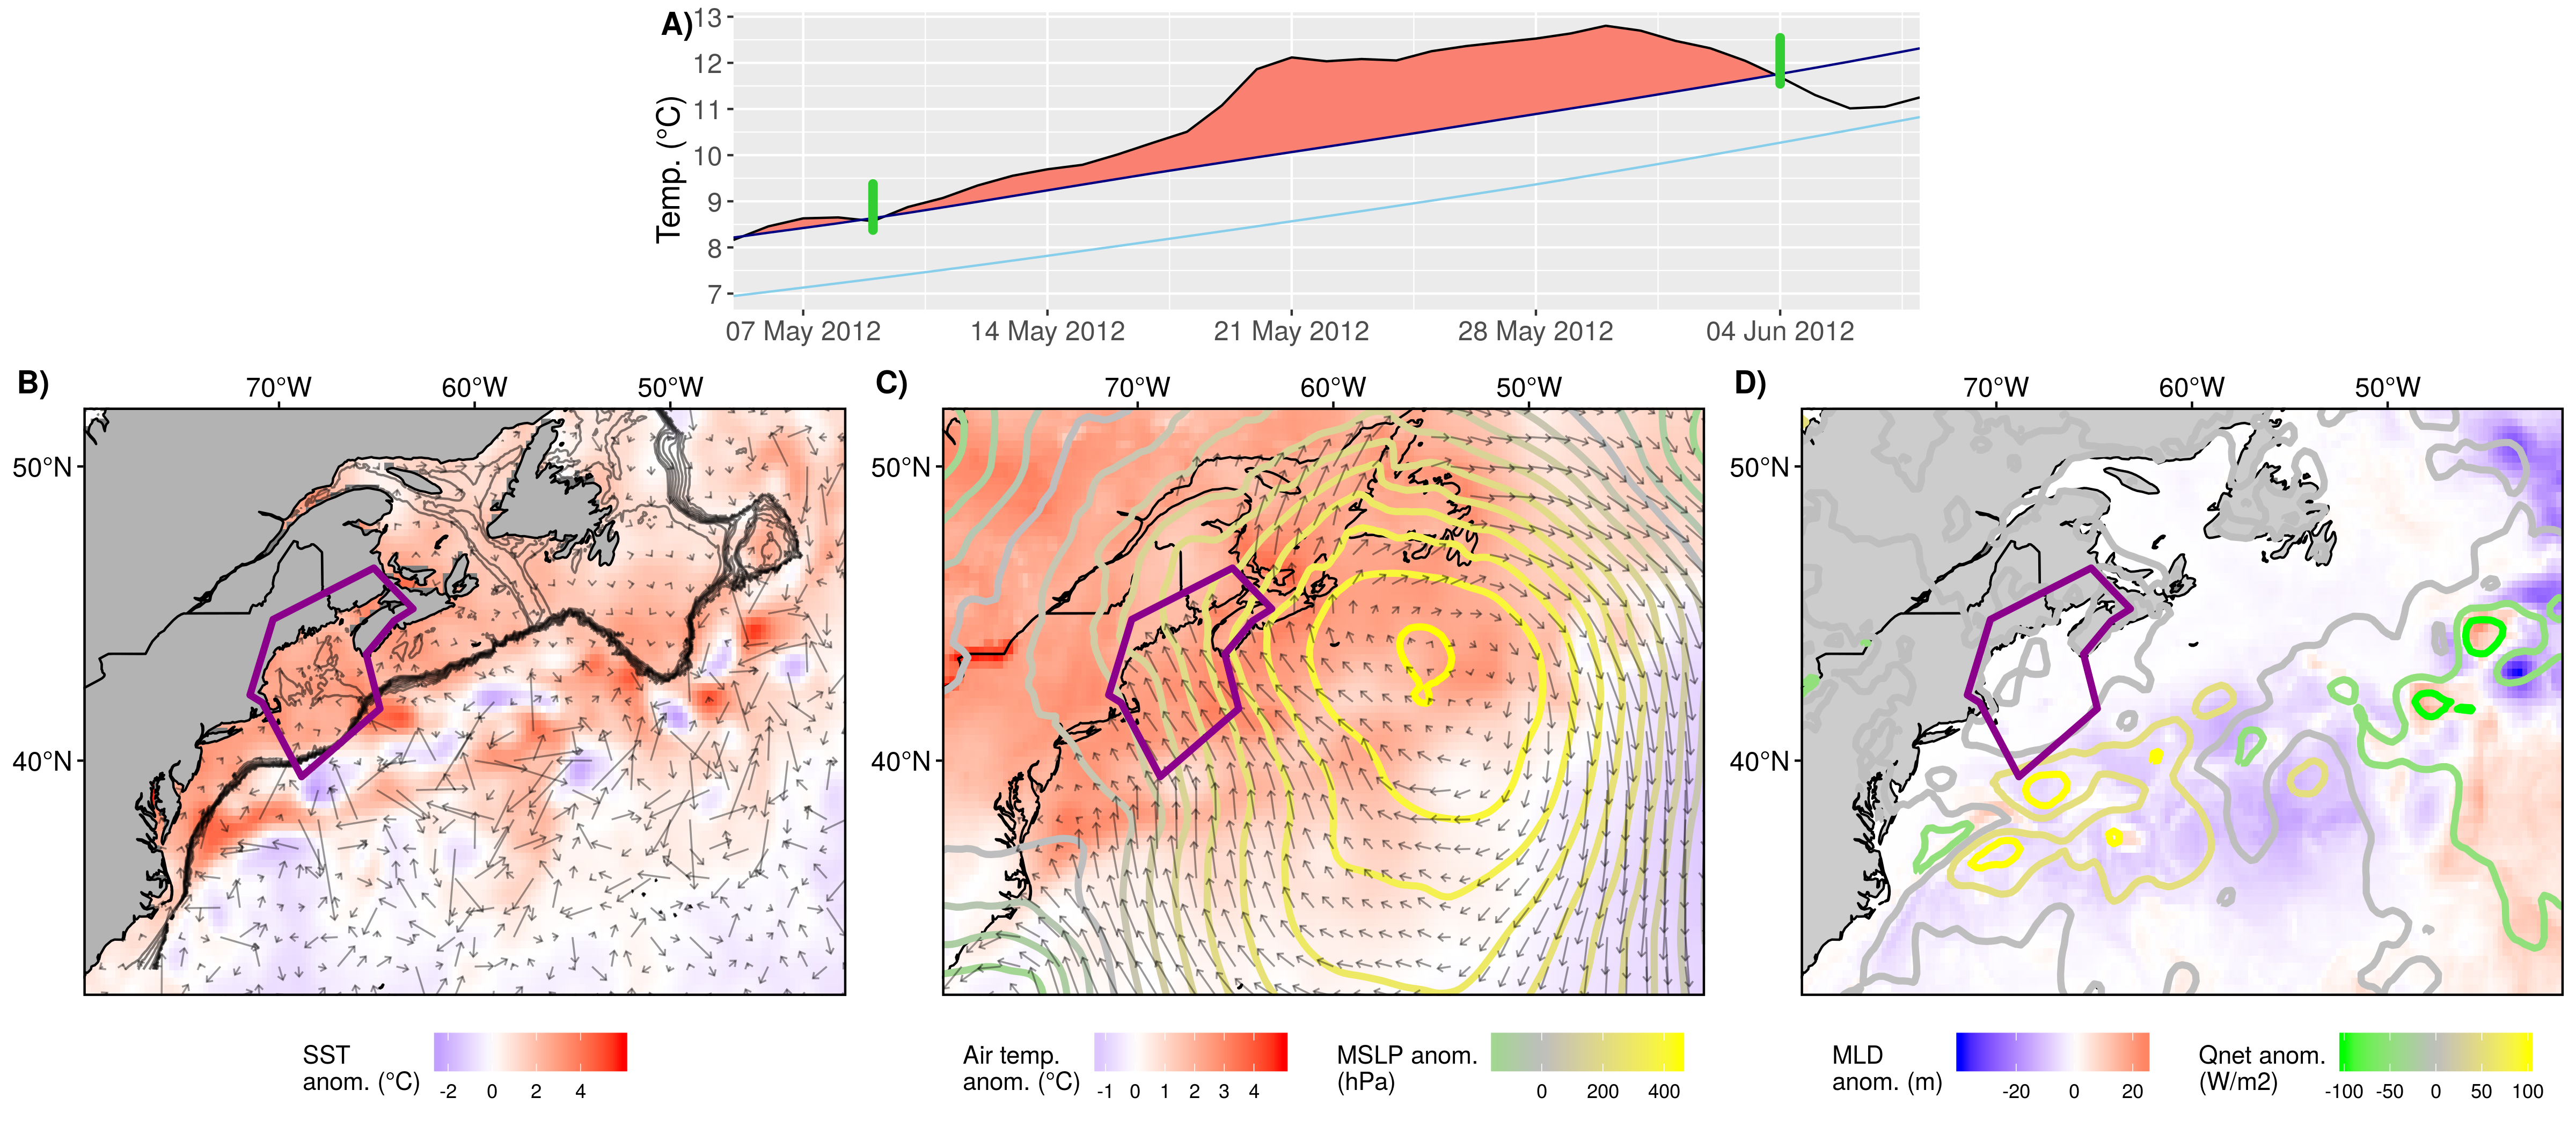 A)
13
12
11
10
9
8
7
Temp. (°C)
07 May 2012 14 May 2012 21 May 2012 28 May 2012 04 Jun 2012
B) 70°W 60°W 50°W
50°N
40°N
SST
anom. (°C)
-2 0 2 4
C) 70°W 60°W 50°W
50°N
40°N
Air temp.
anom. (°C)
-1 0 1 2 3 4
MSLP anom.
(hPa)
0 200 400
D) 70°W 60°W 50°W
50°N
40°N
MLD
anom. (m)
-20 0 20
Qnet anom.
(W/m2)
-100 -50 0 50 100